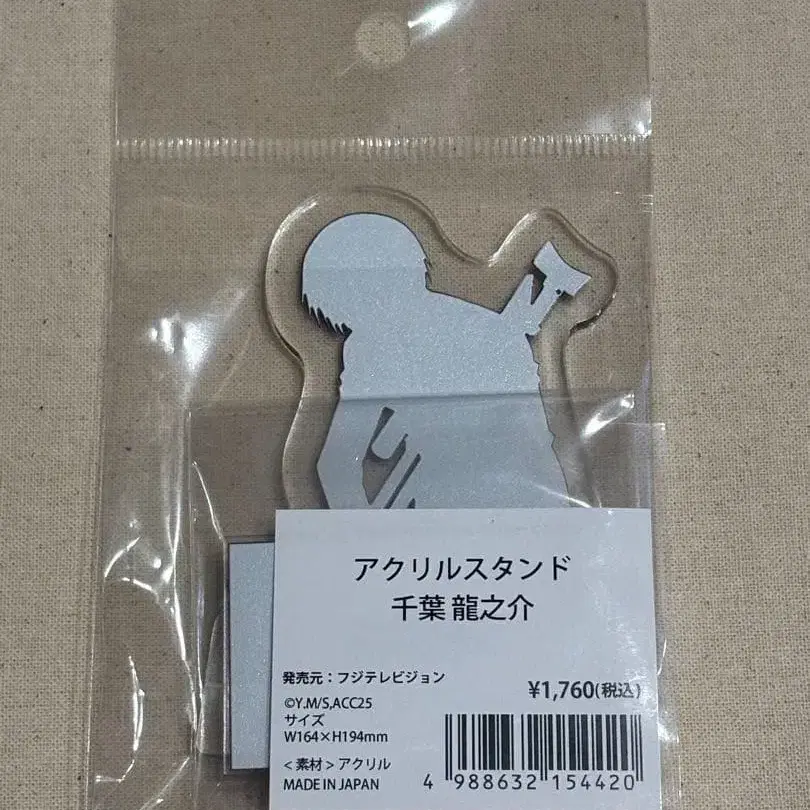 アクリルスタンド
千葉 龍之介
発売元：フジテレビジョン
¥1,760(税込)
©Y.M/S,ACC25
サイズ
W164×H194mm
＜素材＞アクリル
MADE IN JAPAN
4 988632 154420